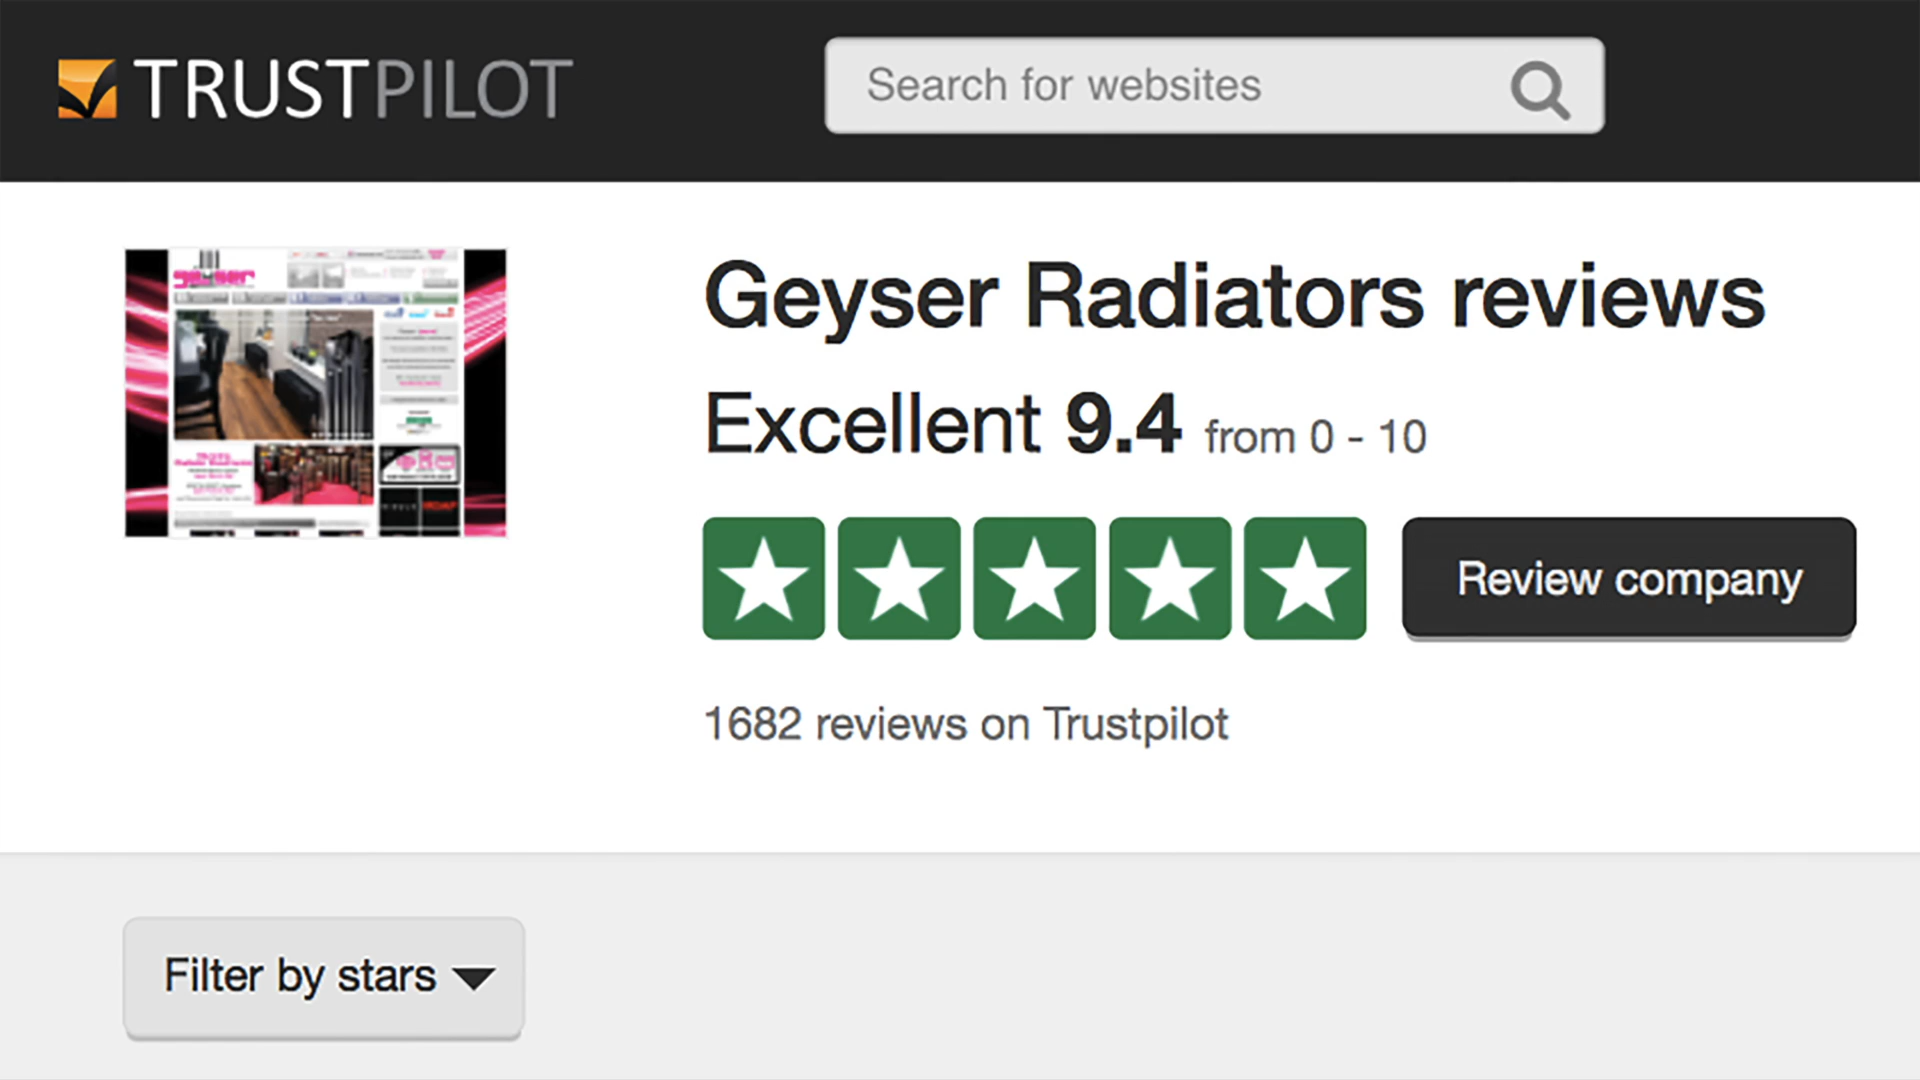 TRUSTPILOT
Search for websites
geyser
Geyser Radiators reviews
Excellent 9.4 from 0 - 10
Review company
1682 reviews on Trustpilot
Filter by stars